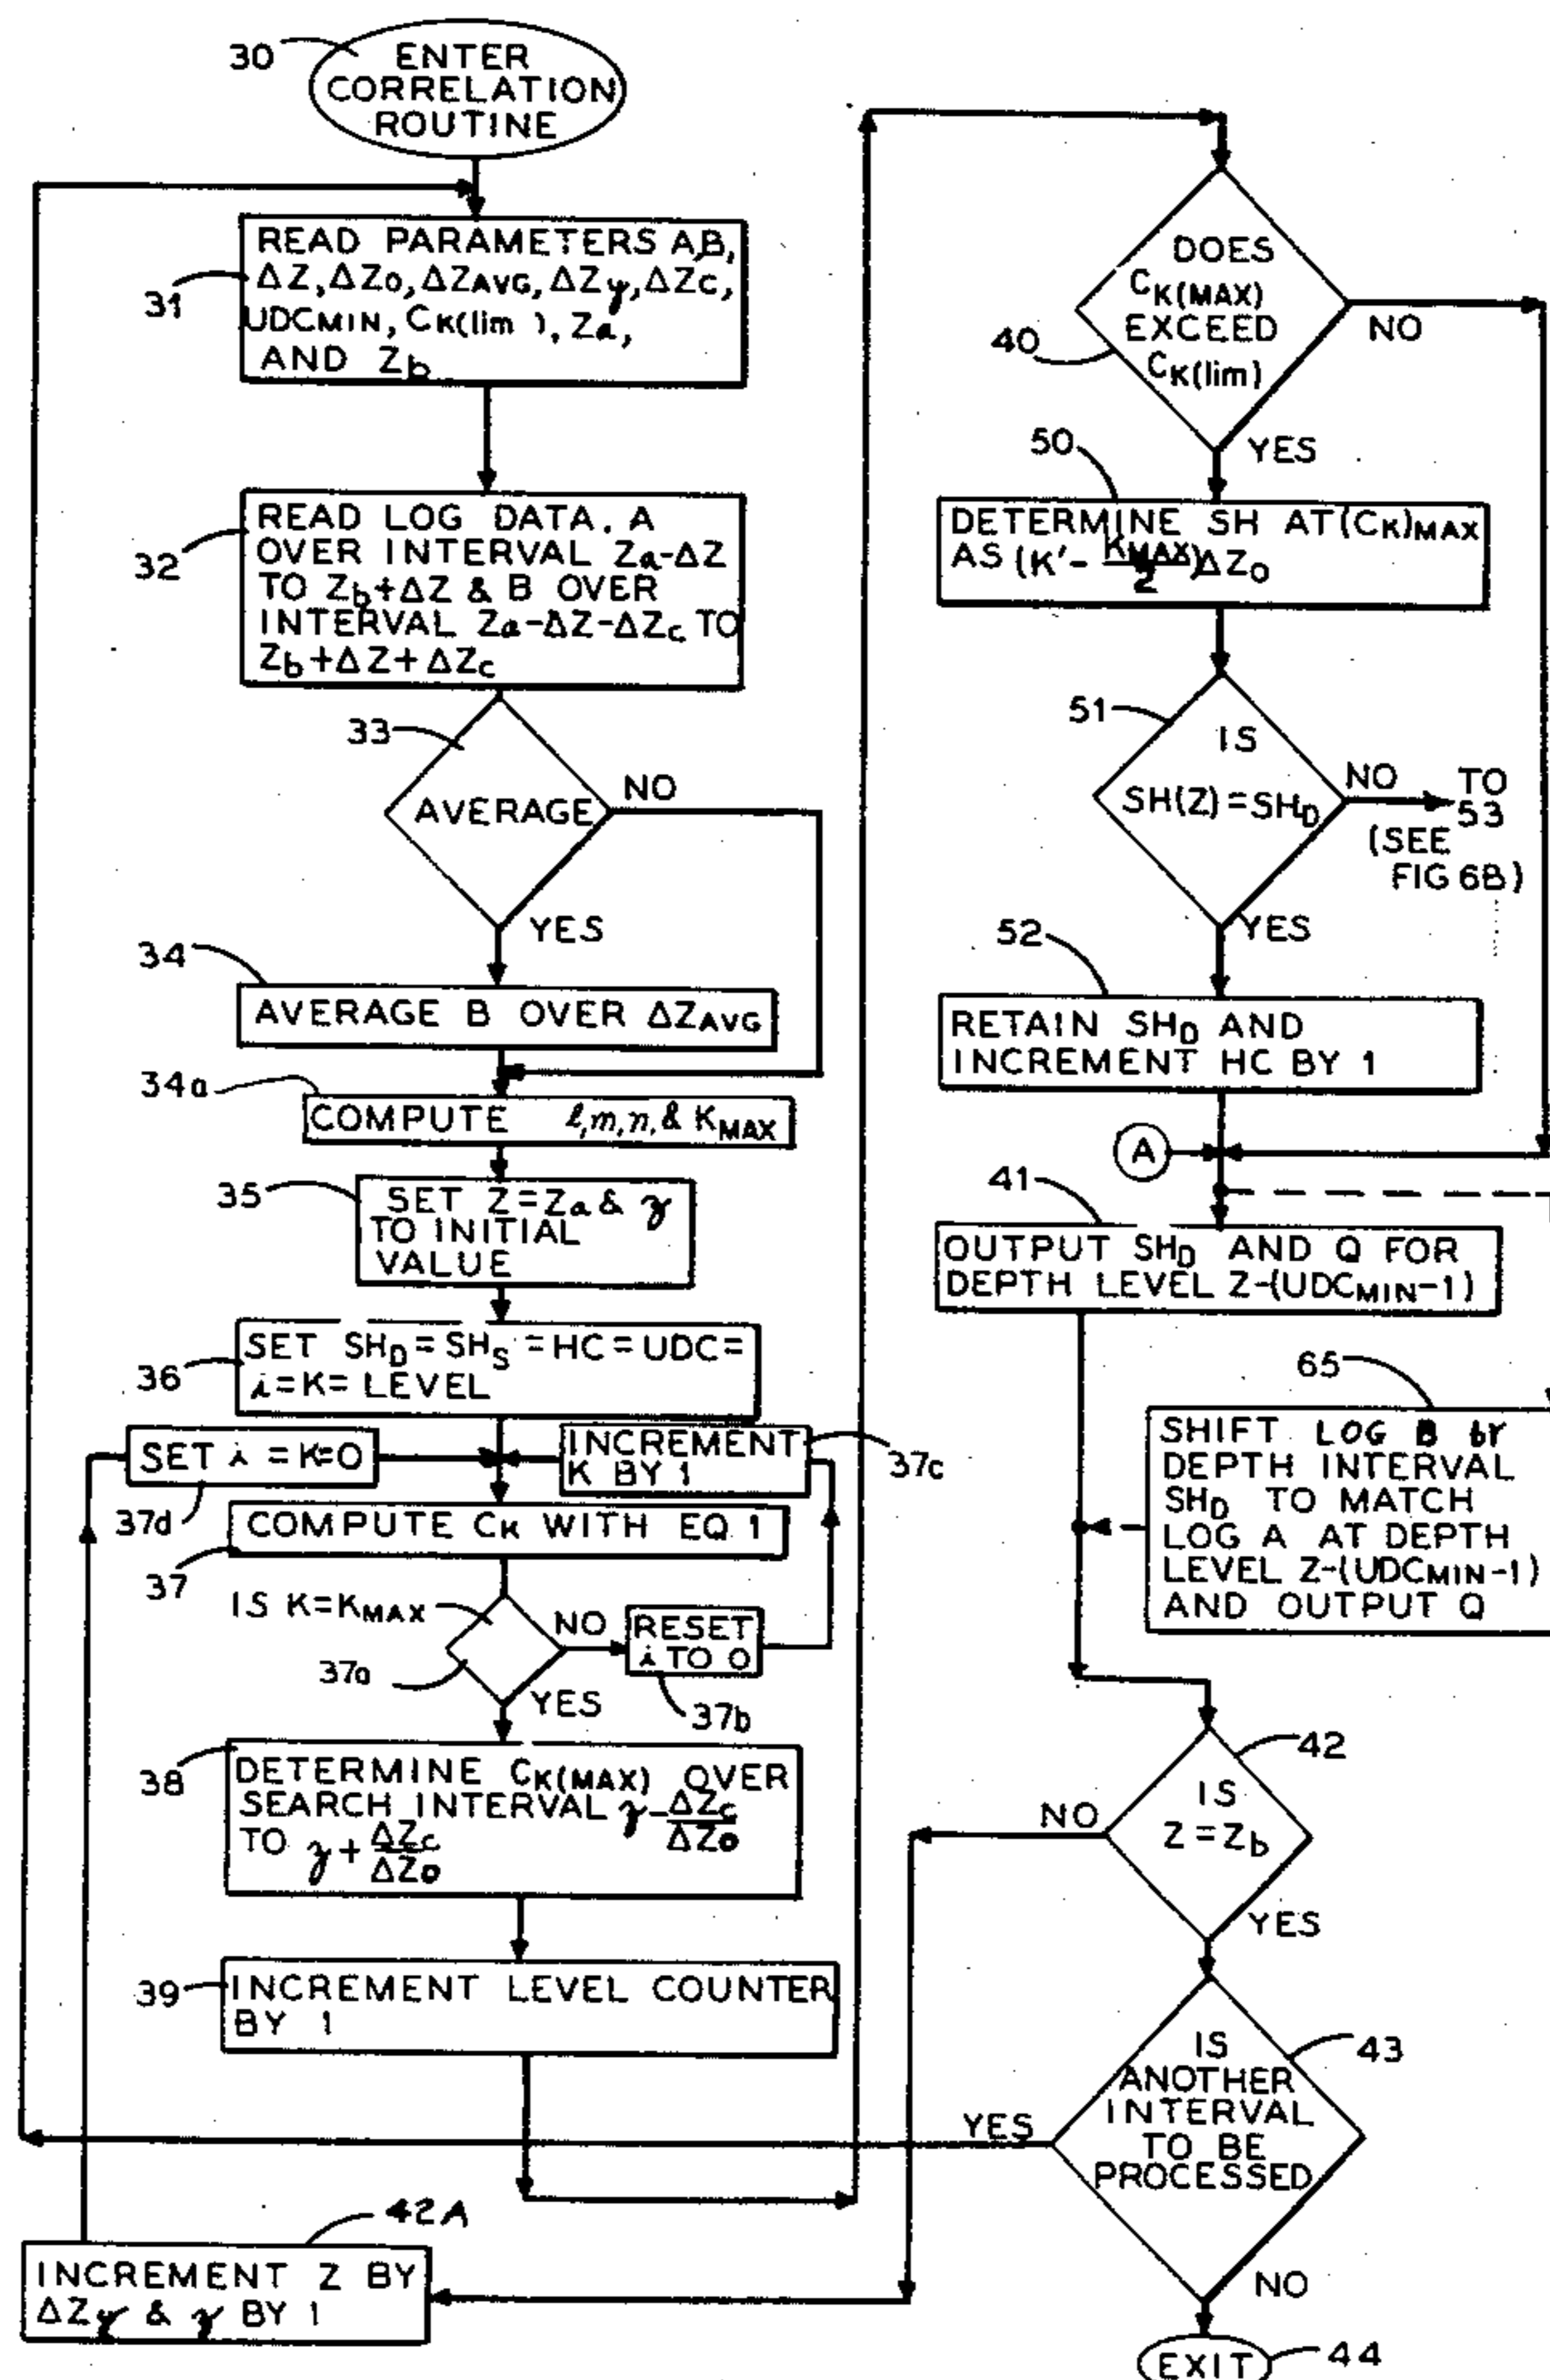 30
ENTER
CORRELATION
ROUTINE
31
READ PARAMETERS A,B,
ΔZ, ΔZo, ΔZAVG, ΔZy, ΔZc,
UDCMIN, CK(lim), Za,
AND Zb
32
READ LOG DATA. A
OVER INTERVAL Za-ΔZ
TO Zb+ΔZ & B OVER
INTERVAL Za-ΔZ-ΔZc TO
Zb+ΔZ+ΔZc
33
AVERAGE
NO
YES
34
AVERAGE B OVER ΔZAVG
34a
COMPUTE l,m,n,& KMAX
35
SET Z=Za & z
TO INITIAL
VALUE
36
SET SHD=SHS=HC=UDC=
i=K=LEVEL
SET i=K=0
37d
INCREMENT
K BY 1
37c
COMPUTE CK WITH EQ 1
37
IS K=KMAX
37a
NO
RESET
i TO 0
37b
YES
38
DETERMINE CK(MAX) OVER
SEARCH INTERVAL z-ΔZc/ΔZo
TO z+ΔZc/ΔZo
39
INCREMENT LEVEL COUNTER
BY 1
42A
INCREMENT Z BY
ΔZy & z BY 1
DOES
CK(MAX)
EXCEED
CK(lim)
40
NO
YES
50
DETERMINE SH AT (CK)MAX
AS (K'-KMAX/2)ΔZo
51
IS
SH(Z)=SHD
NO
TO
53
(SEE
FIG 6B)
YES
52
RETAIN SHD AND
INCREMENT HC BY 1
A
41
OUTPUT SHD AND Q FOR
DEPTH LEVEL Z-(UDCMIN-1)
65
SHIFT LOG B BY
DEPTH INTERVAL
SHD TO MATCH
LOG A AT DEPTH
LEVEL Z-(UDCMIN-1)
AND OUTPUT Q
42
IS
Z=Zb
NO
YES
43
IS
ANOTHER
INTERVAL
TO BE
PROCESSED
YES
NO
EXIT
44